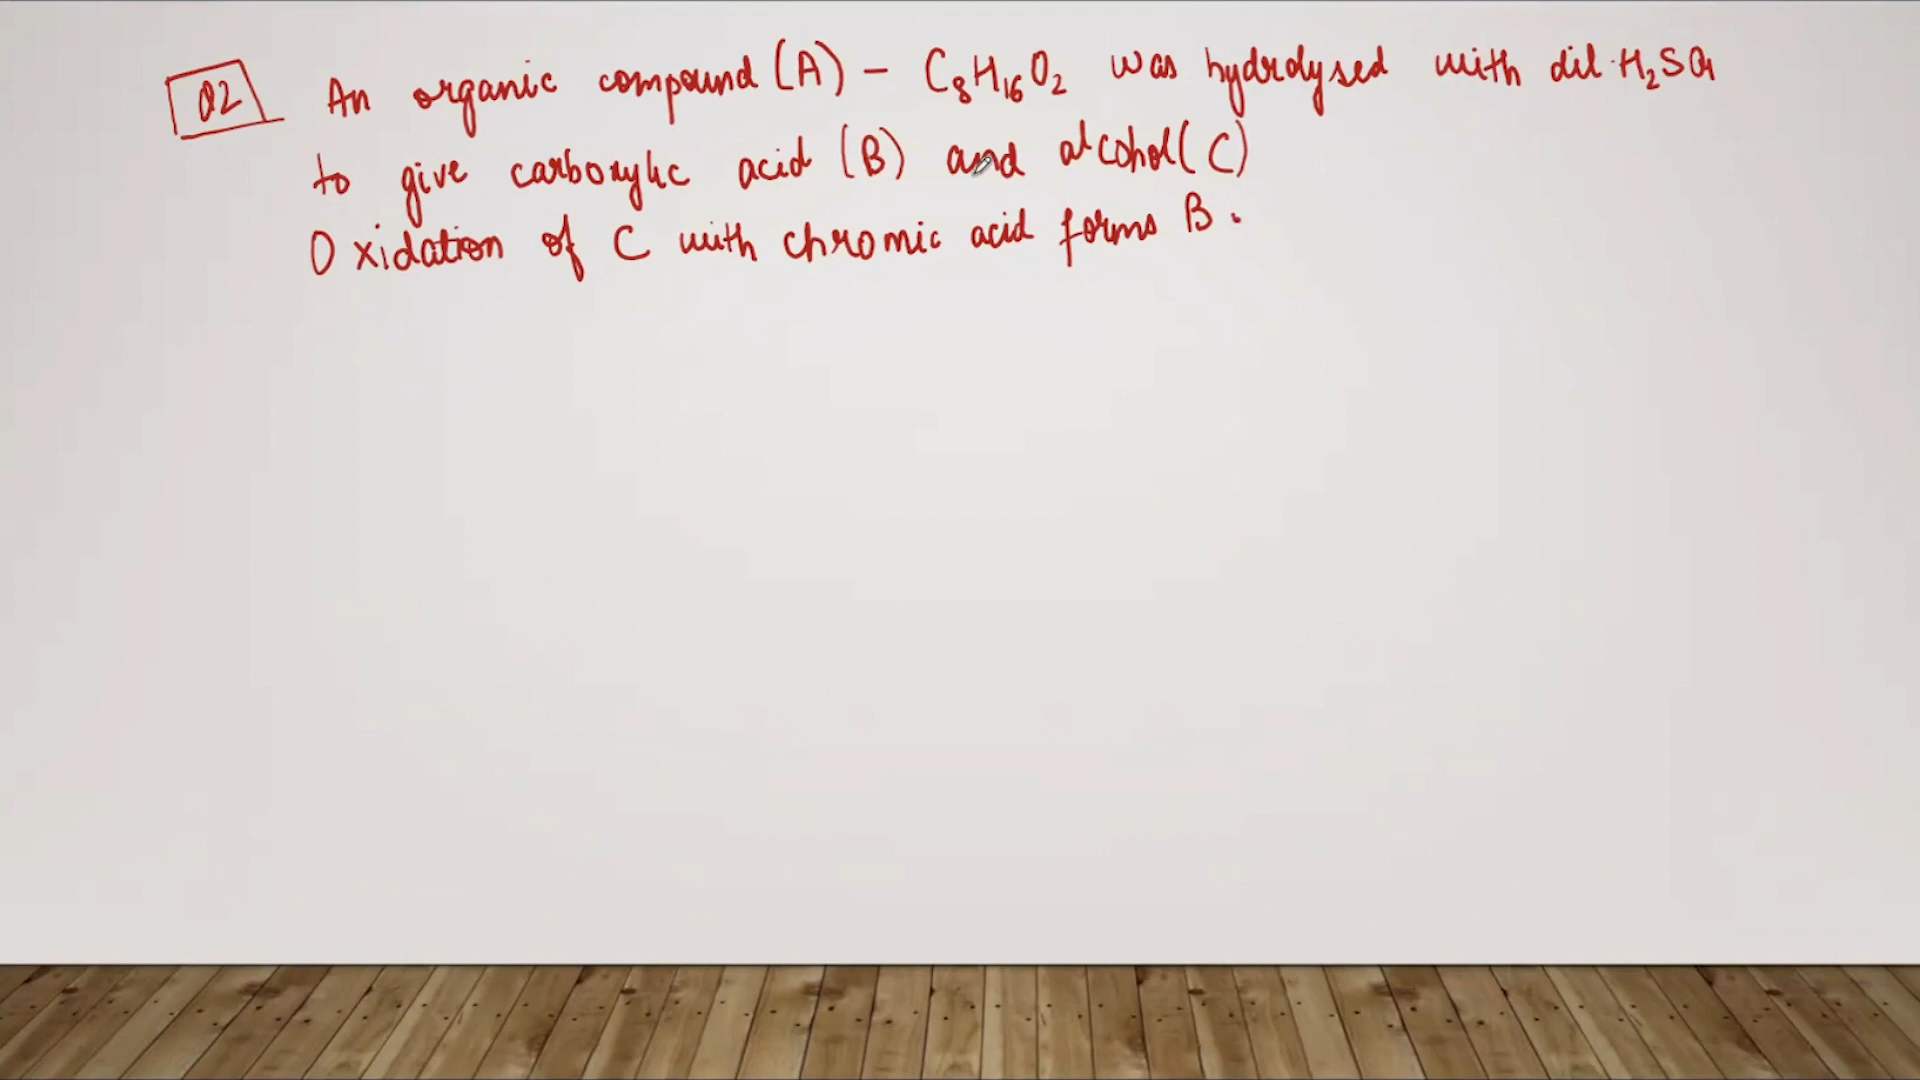 Q2 An organic compound (A) - C₈H₁₆O₂ was hydrolysed with dil. H₂SO₄
to give carboxylic acid (B) and alcohol (C)
Oxidation of C with chromic acid forms B.